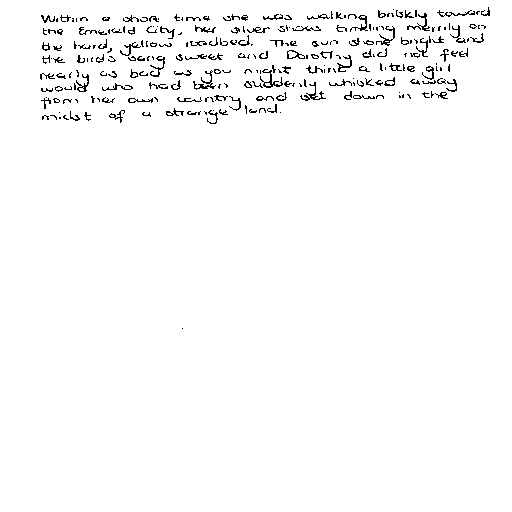 Within a short time she was walking briskly toward
the Emerald City, her silver shoes tinkling merrily on
the hard, yellow roadbed. The sun shone bright and
the birds sang sweet and Dorothy did not feel
nearly as bad as you might think a little girl
would who had been suddenly whisked away
from her own country and set down in the
midst of a strange land.